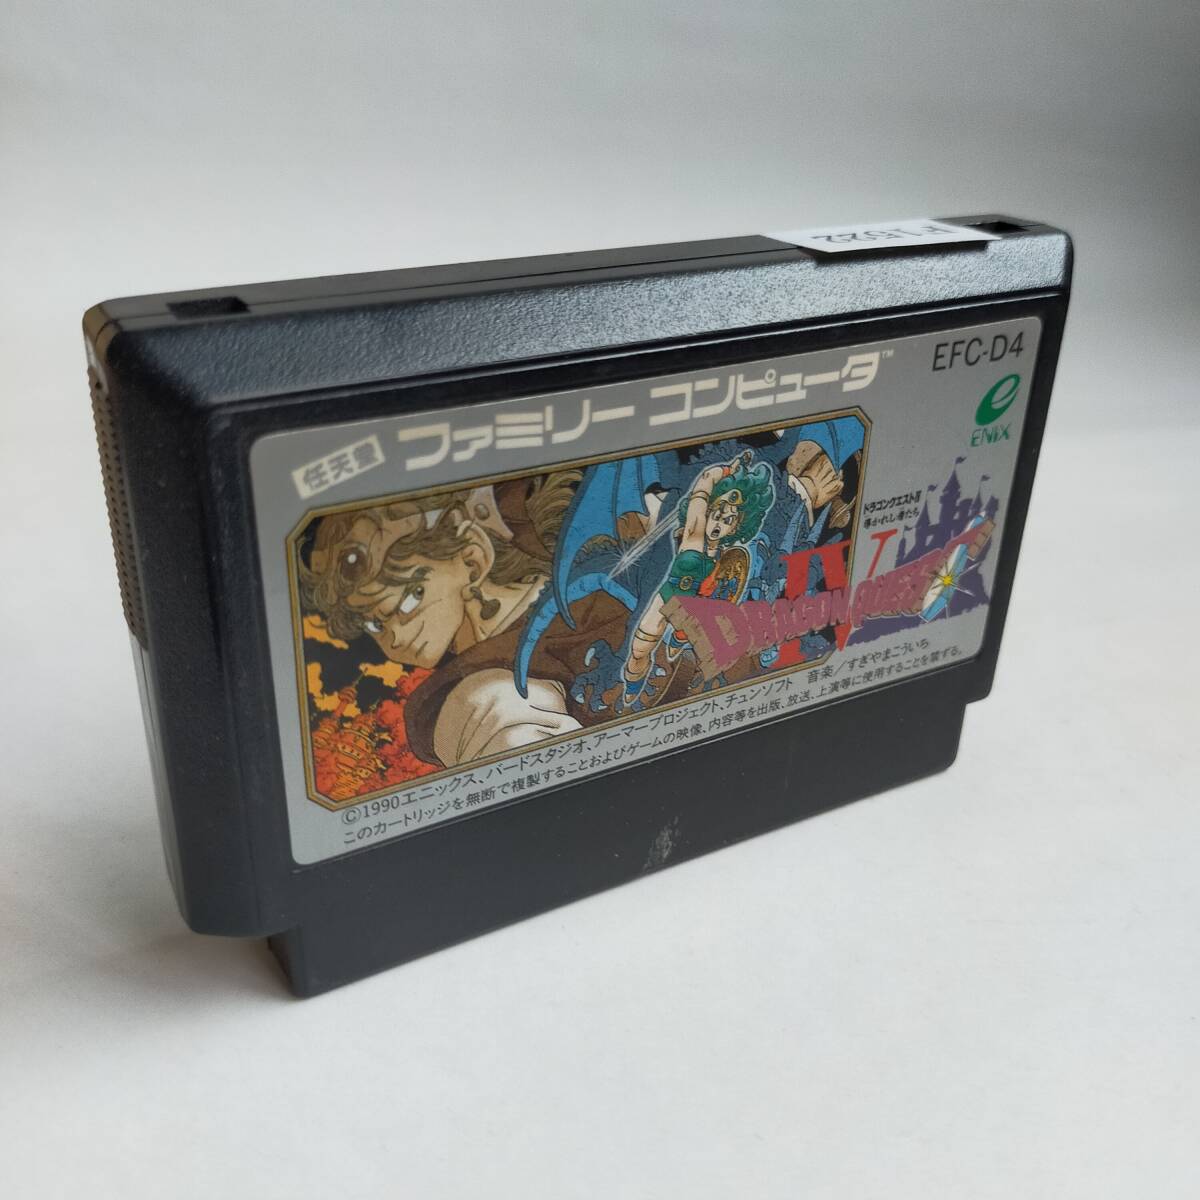 F1522
EFC-D4
任天堂 ファミリー コンピュータ™
ENIX
ドラゴンクエストIV
導かれし者たち
IV
DRAGON QUEST
©1990エニックス、バードスタジオ、アーマープロジェクト、チュンソフト 音楽/すぎやまこういち
このカートリッジを無断で複製することおよびゲームの映像、内容等を出版、放送、上演等に使用することを禁ずる。